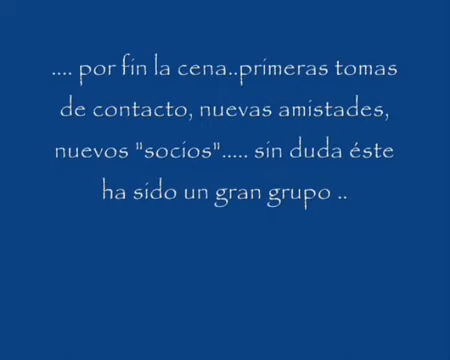 .... por fin la cena..primeras tomas
de contacto, nuevas amistades,
nuevos "socios"..... sin duda éste
ha sido un gran grupo ..